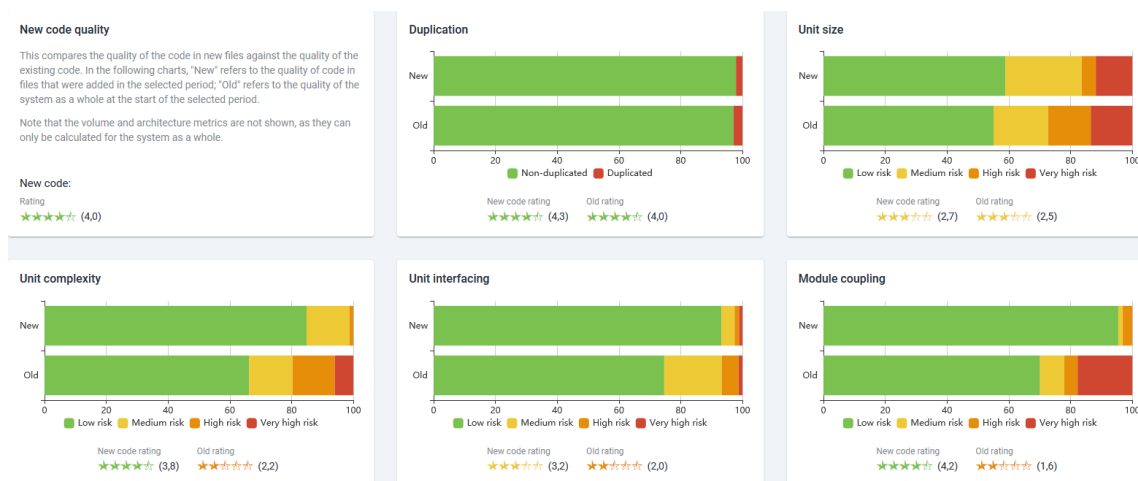 New code quality
This compares the quality of the code in new files against the quality of the
existing code. In the following charts, "New" refers to the quality of code in
files that were added in the selected period; "Old" refers to the quality of the
system as a whole at the start of the selected period.
Note that the volume and architecture metrics are not shown, as they can
only be calculated for the system as a whole.
New code:
Rating
(4,0)
Duplication
New
Old
0 20 40 60 80 100
Non-duplicated Duplicated
New code rating Old rating
(4,3) (4,0)
Unit size
New
Old
0 20 40 60 80 100
Low risk Medium risk High risk Very high risk
New code rating Old rating
(2,7) (2,5)
Unit complexity
New
Old
0 20 40 60 80 100
Low risk Medium risk High risk Very high risk
New code rating Old rating
(3,8) (2,2)
Unit interfacing
New
Old
0 20 40 60 80 100
Low risk Medium risk High risk Very high risk
New code rating Old rating
(3,2) (2,0)
Module coupling
New
Old
0 20 40 60 80 100
Low risk Medium risk High risk Very high risk
New code rating Old rating
(4,2) (1,6)